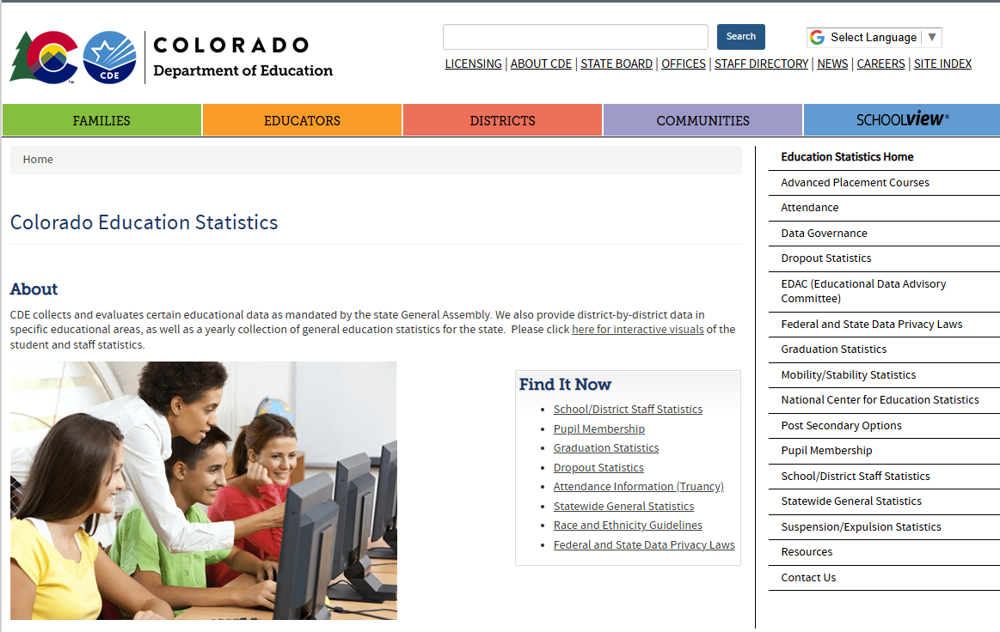 COLORADO
Department of Education
CDE
TM
Search
Select Language ▼
LICENSING | ABOUT CDE | STATE BOARD | OFFICES | STAFF DIRECTORY | NEWS | CAREERS | SITE INDEX
FAMILIES
EDUCATORS
DISTRICTS
COMMUNITIES
SCHOOLVIEW®
Home
Colorado Education Statistics
About
CDE collects and evaluates certain educational data as mandated by the state General Assembly. We also provide district-by-district data in
specific educational areas, as well as a yearly collection of general education statistics for the state.  Please click here for interactive visuals of the
student and staff statistics.
Find It Now
• School/District Staff Statistics
• Pupil Membership
• Graduation Statistics
• Dropout Statistics
• Attendance Information (Truancy)
• Statewide General Statistics
• Race and Ethnicity Guidelines
• Federal and State Data Privacy Laws
Education Statistics Home
Advanced Placement Courses
Attendance
Data Governance
Dropout Statistics
EDAC (Educational Data Advisory
Committee)
Federal and State Data Privacy Laws
Graduation Statistics
Mobility/Stability Statistics
National Center for Education Statistics
Post Secondary Options
Pupil Membership
School/District Staff Statistics
Statewide General Statistics
Suspension/Expulsion Statistics
Resources
Contact Us